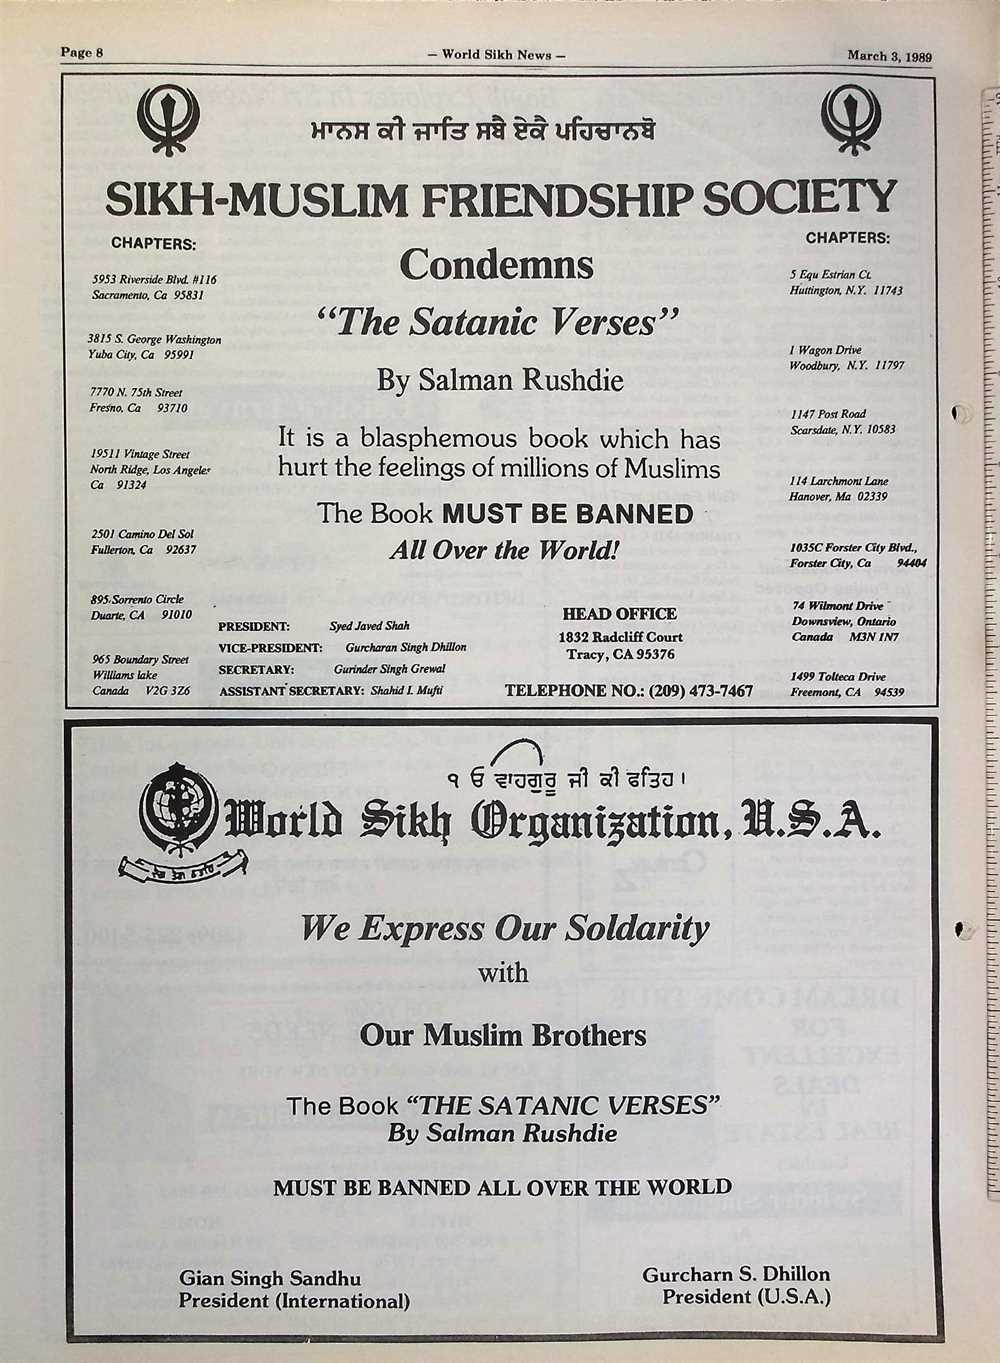 Page 8
– World Sikh News –
March 3, 1989
ਮਾਨਸ ਕੀ ਜਾਤਿ ਸਬੈ ਏਕੈ ਪਹਿਚਾਨਬੋ
SIKH-MUSLIM FRIENDSHIP SOCIETY
CHAPTERS:
5953 Riverside Blvd. #116
Sacramento, Ca 95831
3815 S. George Washington
Yuba City, Ca 95991
7770 N. 75th Street
Fresno, Ca 93710
19511 Vintage Street
North Ridge, Los Angeles
Ca 91324
2501 Camino Del Sol
Fullerton, Ca 92637
895 Sorrento Circle
Duarte, CA 91010
965 Boundary Street
Williams lake
Canada V2G 3Z6
Condemns
“The Satanic Verses”
By Salman Rushdie
It is a blasphemous book which has
hurt the feelings of millions of Muslims
The Book MUST BE BANNED
All Over the World!
PRESIDENT: Syed Javed Shah
VICE-PRESIDENT: Gurcharan Singh Dhillon
SECRETARY: Gurinder Singh Grewal
ASSISTANT SECRETARY: Shahid I. Mufti
HEAD OFFICE
1832 Radcliff Court
Tracy, CA 95376
TELEPHONE NO.: (209) 473-7467
CHAPTERS:
5 Equ Estrian Ct.
Huttington, N.Y. 11743
1 Wagon Drive
Woodbury, N.Y. 11797
1147 Post Road
Scarsdate, N.Y. 10583
114 Larchmont Lane
Hanover, Ma 02339
1035C Forster City Blvd.,
Forster City, Ca 94404
74 Wilmont Drive
Downsview, Ontario
Canada M3N 1N7
1499 Tolteca Drive
Freemont, CA 94539
੧ ਓ ਵਾਹਗੁਰੂ ਜੀ ਕੀ ਫਤਿਹ।
World Sikh Organization, U.S.A.
ਦੇਗ ਤੇਗ ਫਤਹਿ
We Express Our Soldarity
with
Our Muslim Brothers
The Book “THE SATANIC VERSES”
By Salman Rushdie
MUST BE BANNED ALL OVER THE WORLD
Gian Singh Sandhu
President (International)
Gurcharn S. Dhillon
President (U.S.A.)